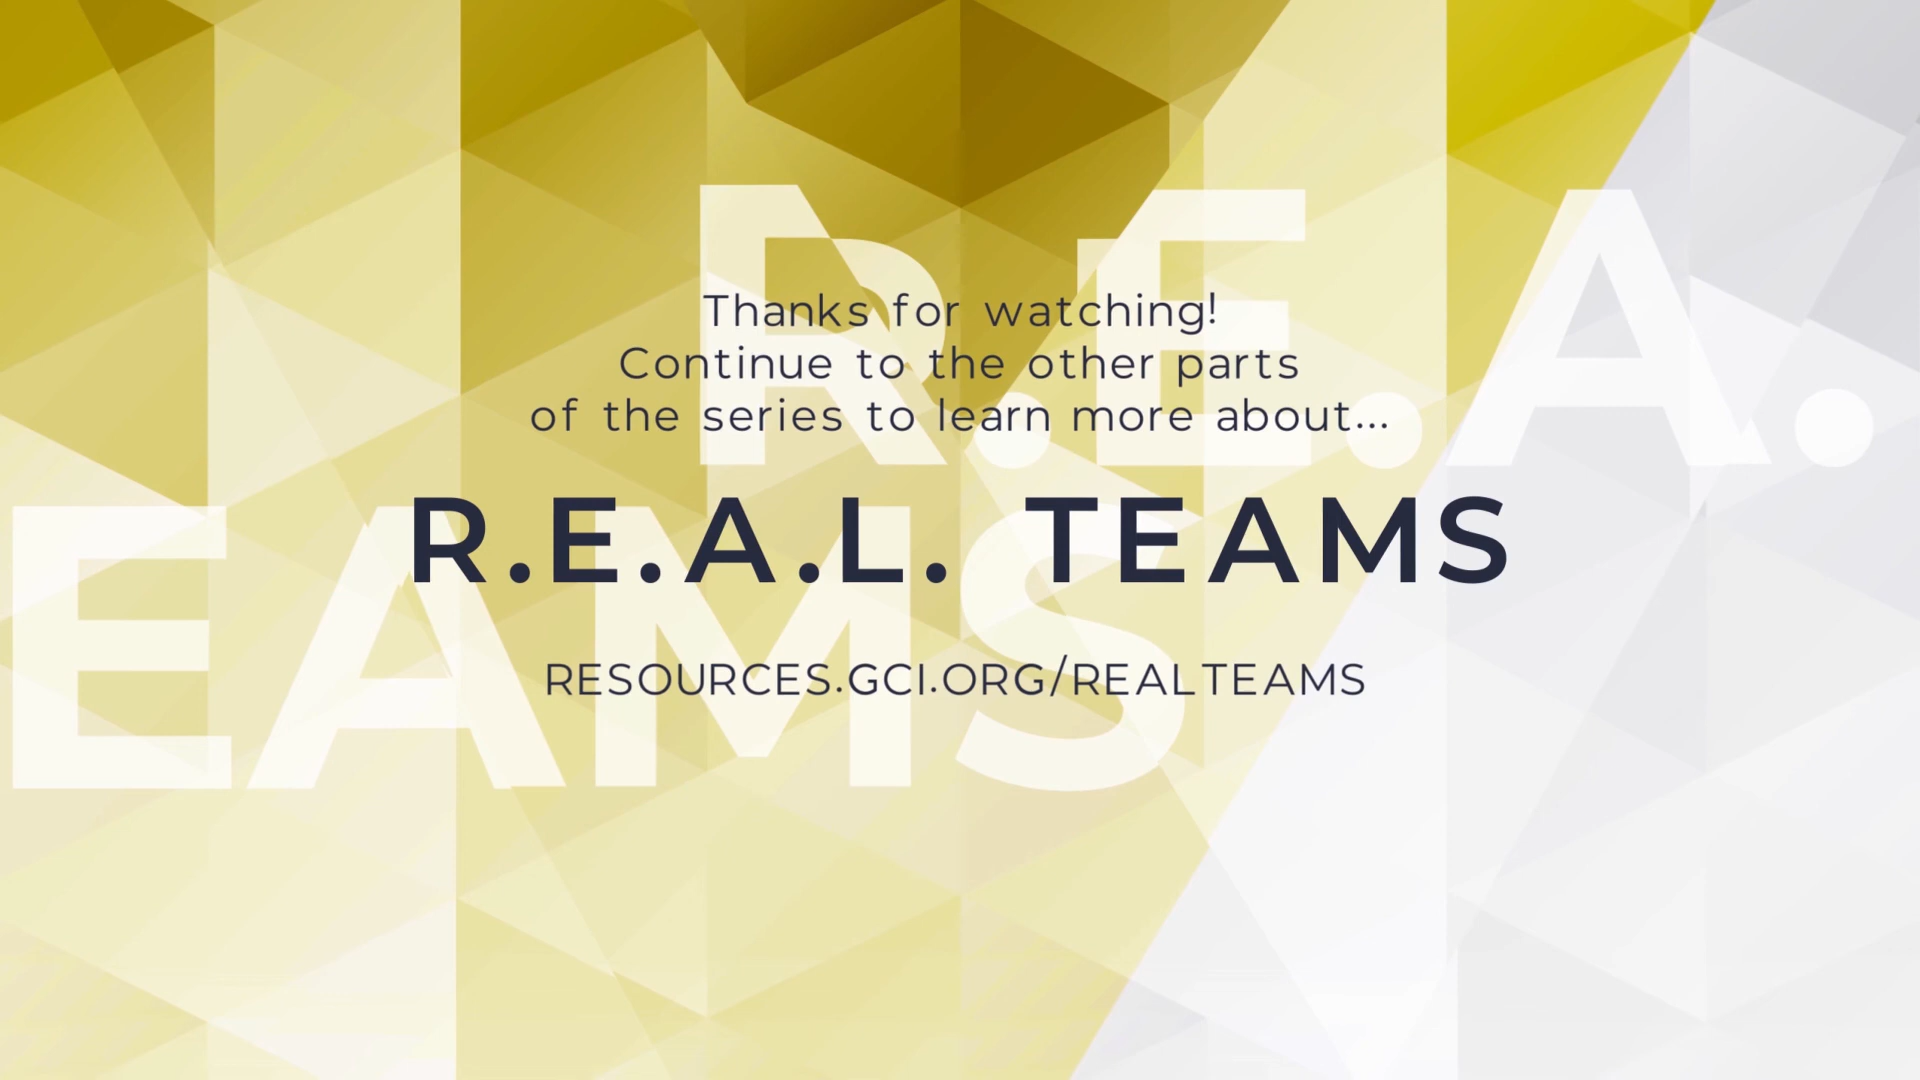 R.E.A.
Thanks for watching!
Continue to the other parts
of the series to learn more about...
R.E.A.L. TEAMS
EAMS
RESOURCES.GCI.ORG/REALTEAMS